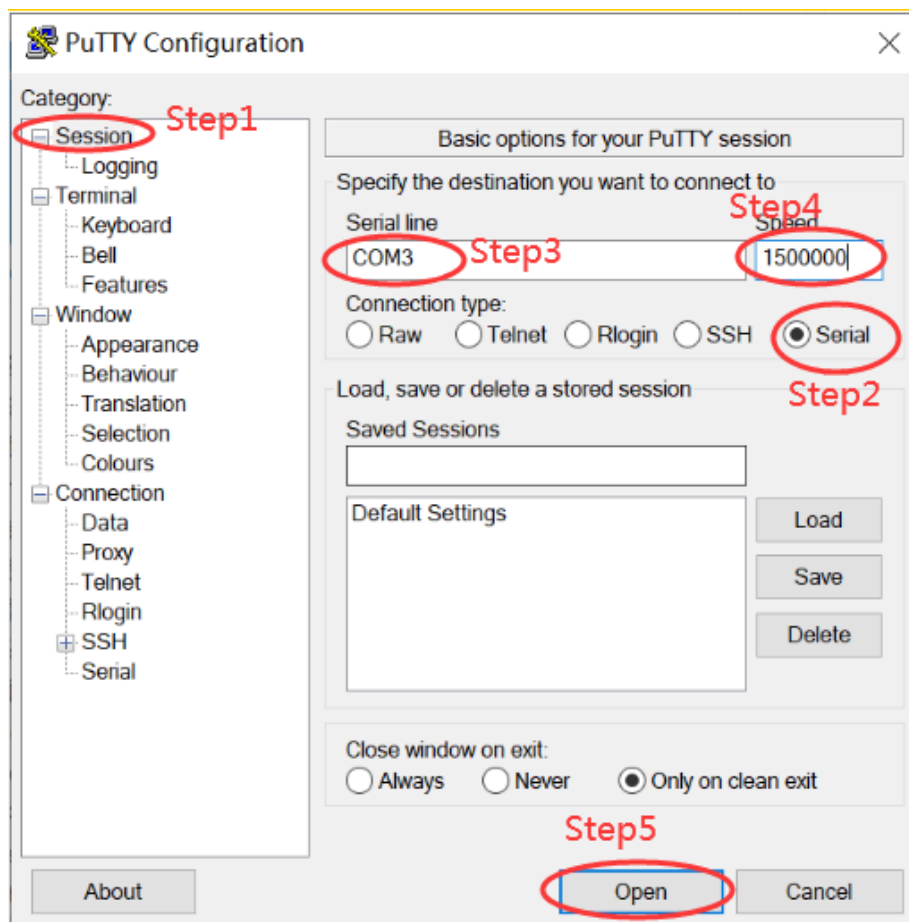 PuTTY Configuration
Category:
Step1
Session
Logging
Terminal
Keyboard
Bell
Features
Window
Appearance
Behaviour
Translation
Selection
Colours
Connection
Data
Proxy
Telnet
Rlogin
SSH
Serial
Basic options for your PuTTY session
Specify the destination you want to connect to
Step4
Serial line
Speed
COM3
Step3
1500000
Connection type:
Raw
Telnet
Rlogin
SSH
Serial
Step2
Load, save or delete a stored session
Saved Sessions
Default Settings
Load
Save
Delete
Close window on exit:
Always
Never
Only on clean exit
Step5
About
Open
Cancel